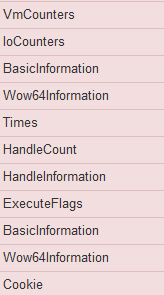 VmCounters
IoCounters
BasicInformation
Wow64Information
Times
HandleCount
HandleInformation
ExecuteFlags
BasicInformation
Wow64Information
Cookie